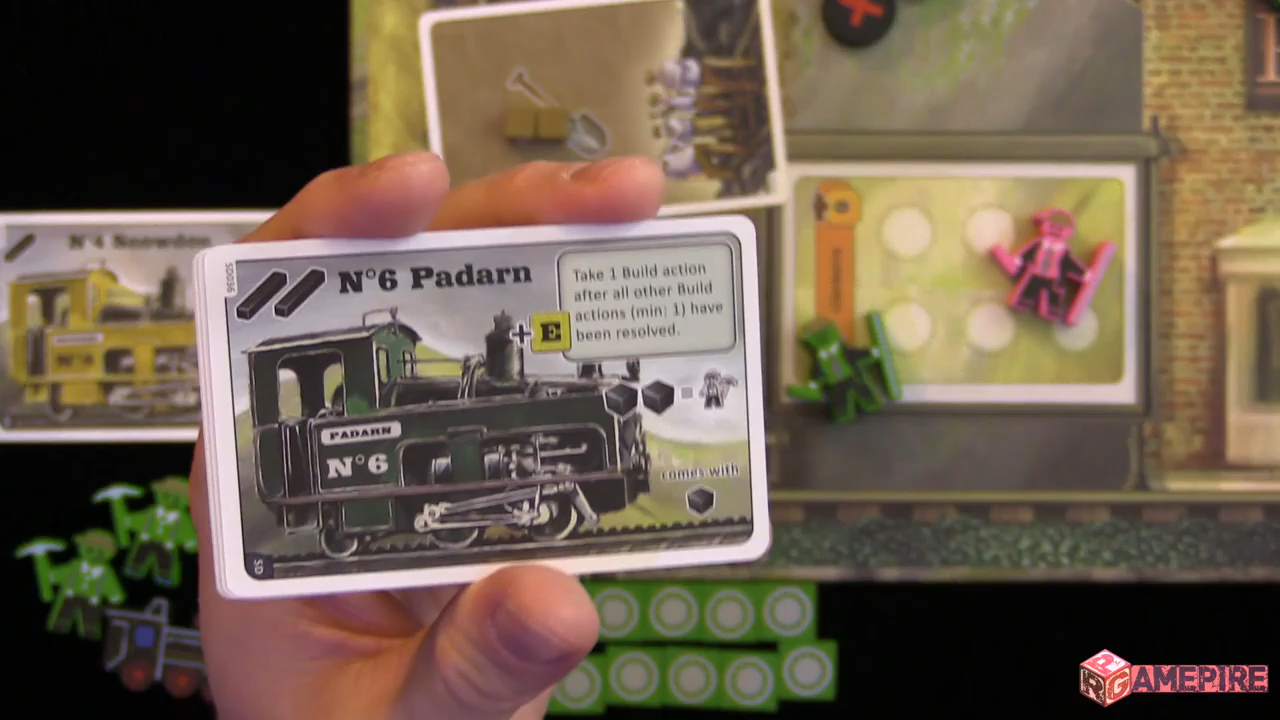 N°4 Snowdon
SD036
N°6 Padarn
Take 1 Build action
after all other Build
actions (min: 1) have
been resolved.
+ E
PADARN
N°6
comes with
SD
GAMEPIRE